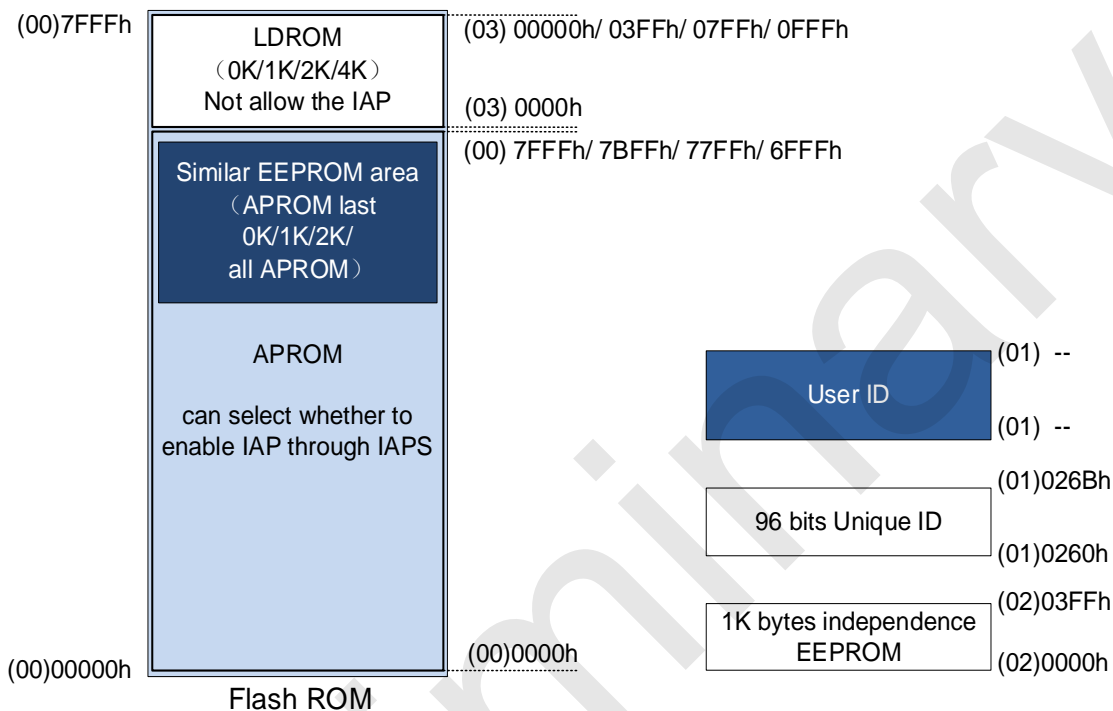 (00)7FFFh
LDROM
（0K/1K/2K/4K）
Not allow the IAP
(03) 00000h/ 03FFh/ 07FFh/ 0FFFh
(03) 0000h
(00) 7FFFh/ 7BFFh/ 77FFh/ 6FFFh
Similar EEPROM area
（APROM last
0K/1K/2K/
all APROM）
APROM
can select whether to
enable IAP through IAPS
(00)00000h
(00)0000h
Flash ROM
(01) --
User ID
(01) --
(01)026Bh
96 bits Unique ID
(01)0260h
(02)03FFh
1K bytes independence
EEPROM
(02)0000h